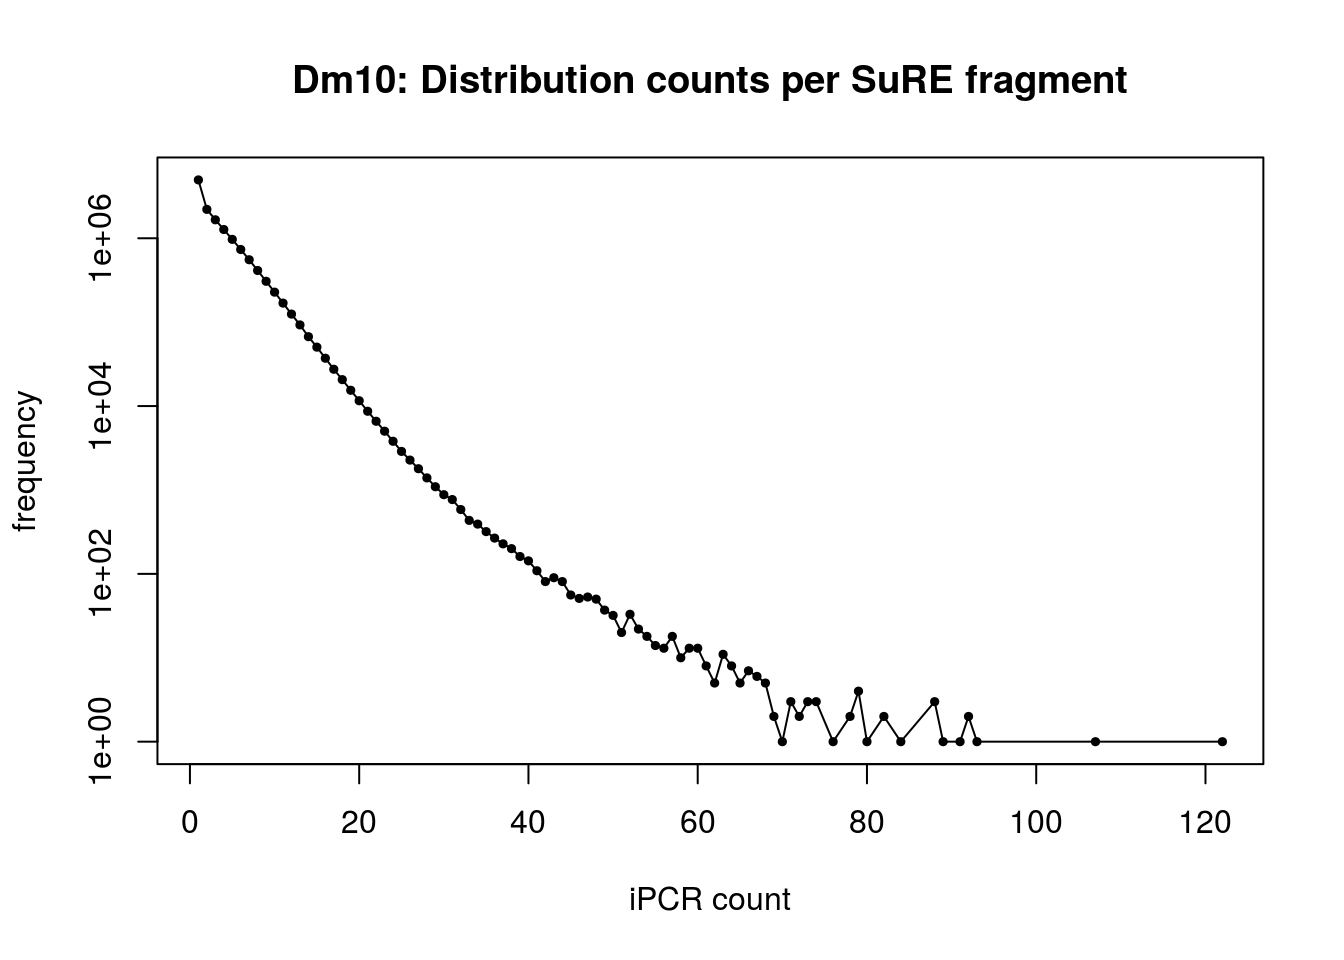 Dm10: Distribution counts per SuRE fragment
frequency
1e+06
1e+04
1e+02
1e+00
0 20 40 60 80 100 120
iPCR count